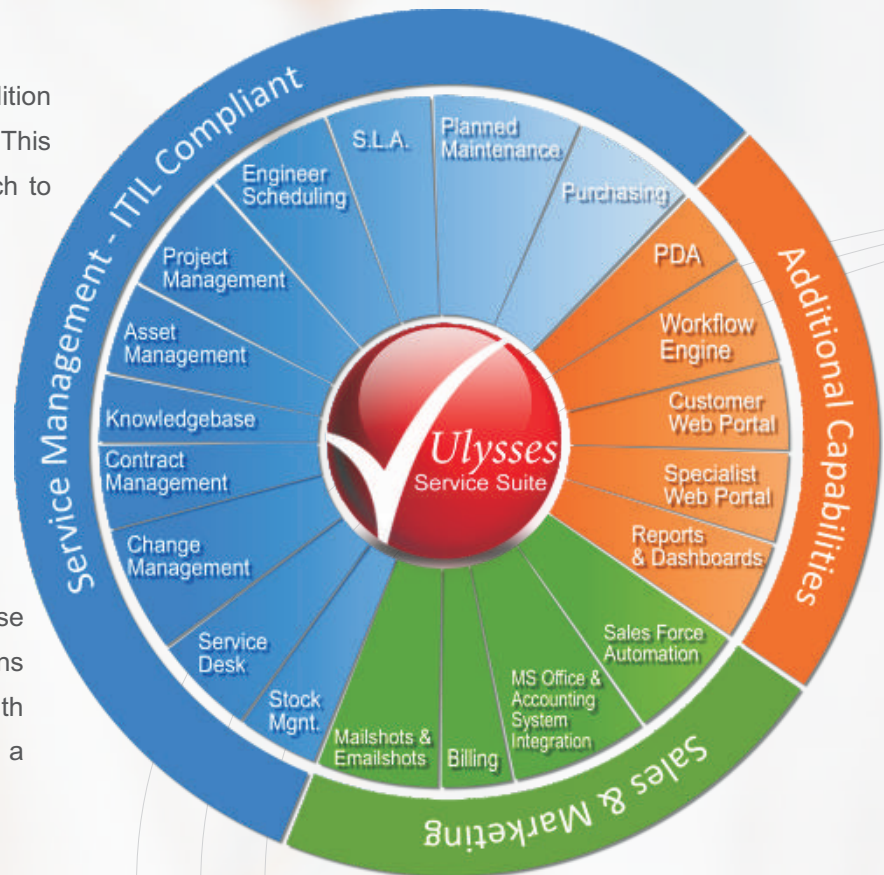 dition
This
ch to
se
ns
th
a
Service Management - ITIL Compliant
Additional Capabilities
Sales & Marketing
S.L.A.
Planned
Maintenance
Purchasing
PDA
Workflow
Engine
Customer
Web Portal
Specialist
Web Portal
Reports
& Dashboards
Sales Force
Automation
MS Office &
Accounting
System
Integration
Billing
Mailshots &
Emailshots
Stock
Mgnt.
Service
Desk
Change
Management
Contract
Management
Knowledgebase
Asset
Management
Project
Management
Engineer
Scheduling
Ulysses
Service Suite